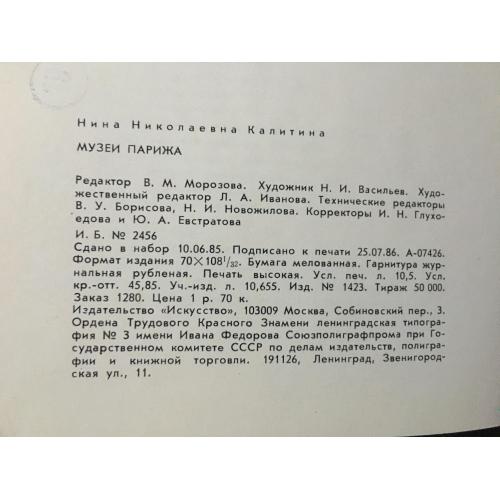 Нина Николаевна Калитина
МУЗЕИ ПАРИЖА
Редактор В. М. Морозова. Художник Н. И. Васильев. Худо-
жественный редактор Л. А. Иванова. Технические редакторы
В. У. Борисова, Н. И. Новожилова. Корректоры И. Н. Глухо-
едова и Ю. А. Евстратова
И. Б. № 2456
Сдано в набор 10.06.85. Подписано к печати 25.07.86. А-07426.
Формат издания 70×108¹/₃₂. Бумага мелованная. Гарнитура жур-
нальная рубленая. Печать высокая. Усл. печ. л. 10,5. Усл.
кр.-отт. 45,85. Уч.-изд. л. 10,655. Изд. № 1423. Тираж 50 000.
Заказ 1280. Цена 1 р. 70 к.
Издательство «Искусство», 103009 Москва, Собиновский пер., 3.
Ордена Трудового Красного Знамени ленинградская типогра-
фия № 3 имени Ивана Федорова Союзполиграфпрома при Го-
сударственном комитете СССР по делам издательств, полигра-
фии и книжной торговли. 191126, Ленинград, Звенигород-
ская ул., 11.